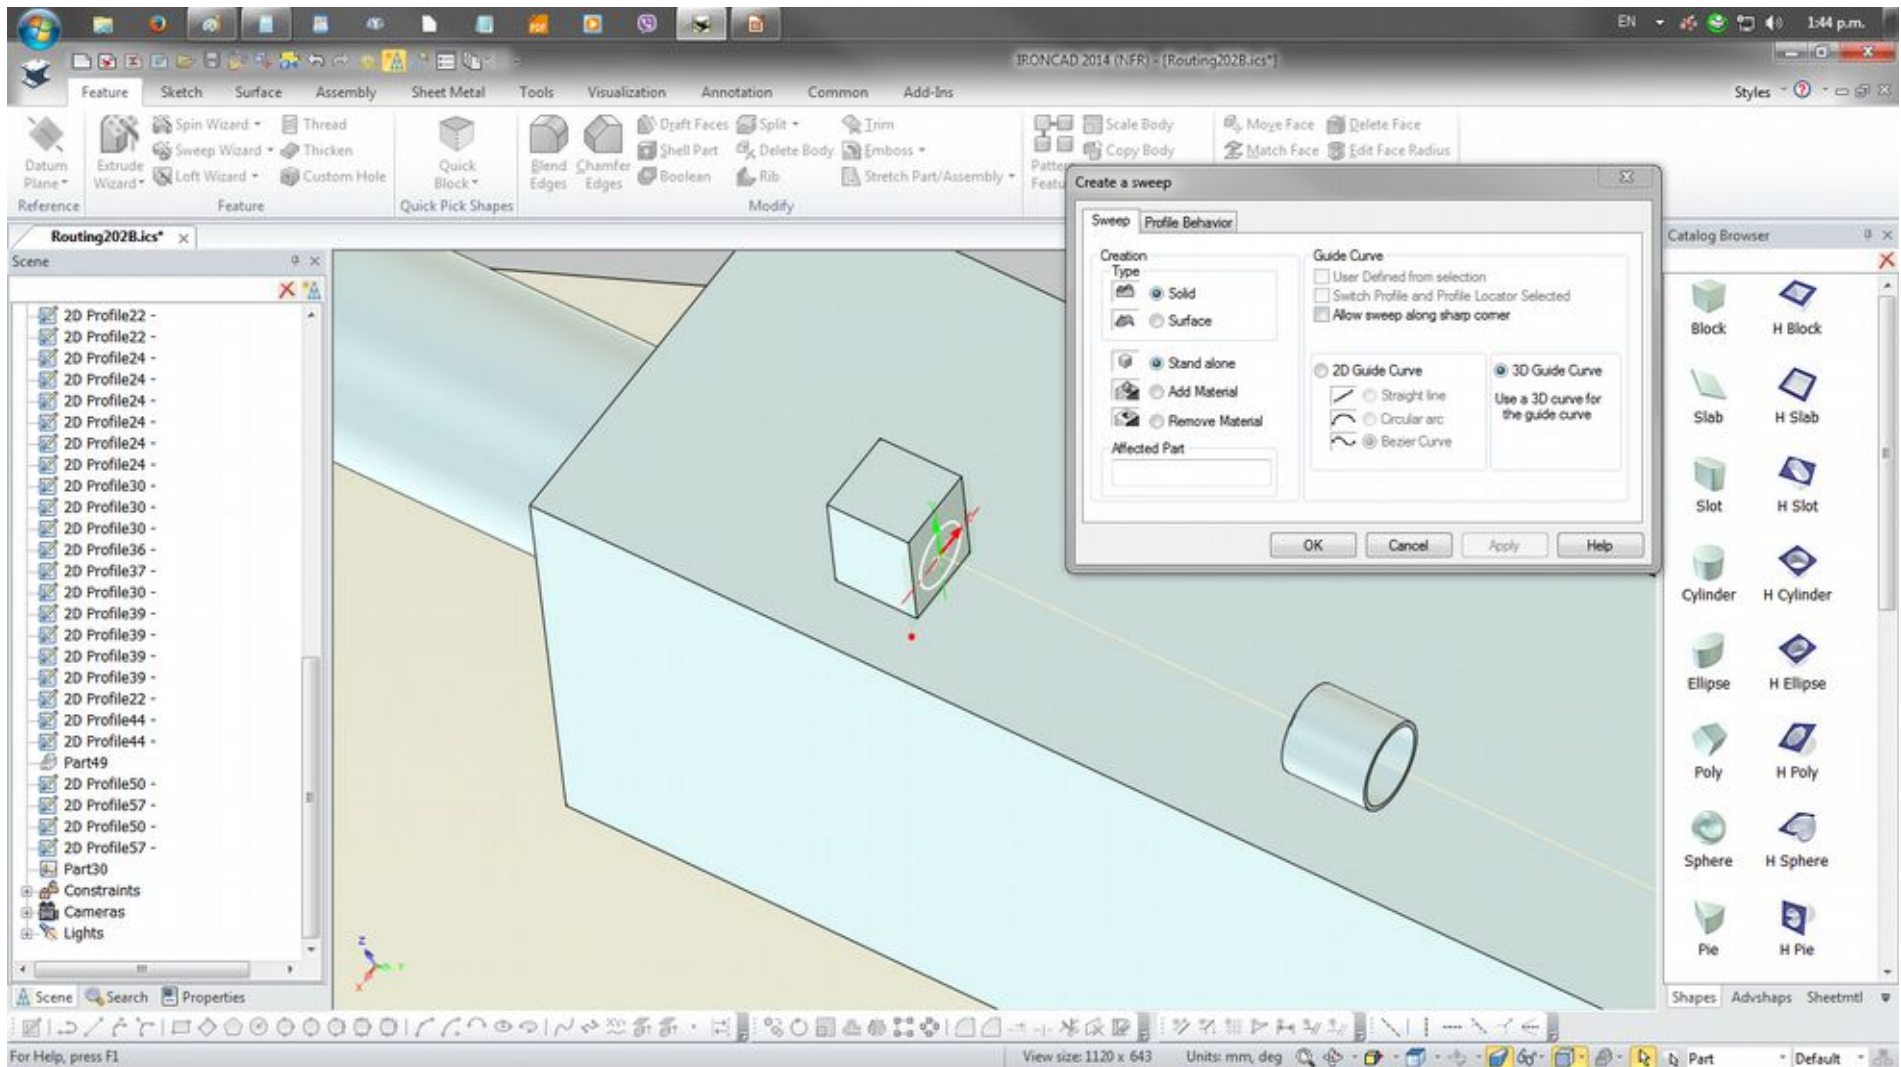 EN 1:44 p.m.
IRONCAD 2014 (NFR) - [Routing202B.ics*]
Feature Sketch Surface Assembly Sheet Metal Tools Visualization Annotation Common Add-Ins Styles
Spin Wizard Thread Draft Faces Split Trim Scale Body Move Face Delete Face
Sweep Wizard Thicken Shell Part Delete Body Emboss Copy Body Match Face Edit Face Radius
Loft Wizard Custom Hole Boolean Rib Stretch Part/Assembly
Datum Plane
Extrude Wizard
Quick Block
Blend Edges
Chamfer Edges
Reference Feature Quick Pick Shapes Modify
Routing202B.ics*
Scene
2D Profile22 -
2D Profile22 -
2D Profile24 -
2D Profile24 -
2D Profile24 -
2D Profile24 -
2D Profile24 -
2D Profile24 -
2D Profile30 -
2D Profile30 -
2D Profile30 -
2D Profile36 -
2D Profile37 -
2D Profile30 -
2D Profile39 -
2D Profile39 -
2D Profile39 -
2D Profile39 -
2D Profile22 -
2D Profile44 -
2D Profile44 -
Part49
2D Profile50 -
2D Profile57 -
2D Profile50 -
2D Profile57 -
Part30
Constraints
Cameras
Lights
Scene Search Properties
Z
Y
X
Create a sweep
Sweep Profile Behavior
Creation
Type
Solid
Surface
Stand alone
Add Material
Remove Material
Affected Part
Guide Curve
User Defined from selection
Switch Profile and Profile Locator Selected
Allow sweep along sharp corner
2D Guide Curve
Straight line
Circular arc
Bezier Curve
3D Guide Curve
Use a 3D curve for
the guide curve
OK Cancel Apply Help
Catalog Browser
Block H Block
Slab H Slab
Slot H Slot
Cylinder H Cylinder
Ellipse H Ellipse
Poly H Poly
Sphere H Sphere
Pie H Pie
Shapes Advshaps Sheetmtl
For Help, press F1 View size: 1120 x 643 Units: mm, deg Part Default